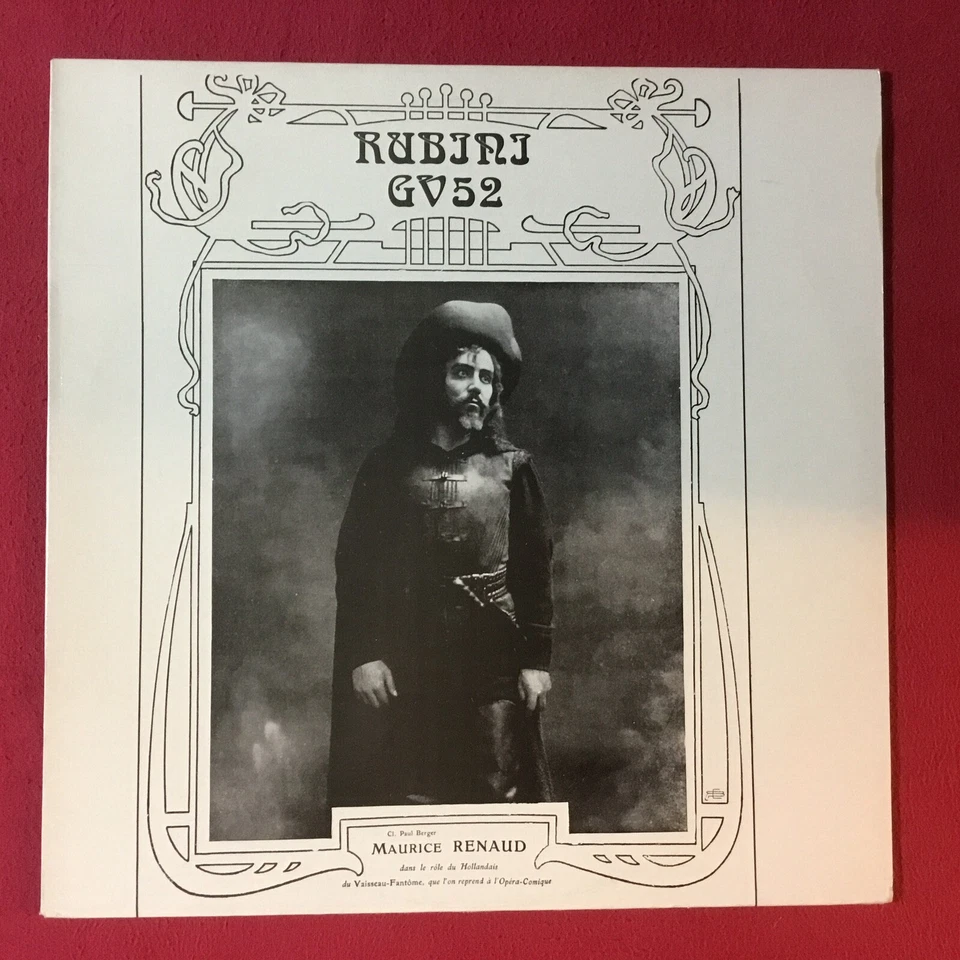 RUBINI
GV52
Cl. Paul Berger
MAURICE RENAUD
dans le rôle du Hollandais
du Vaisseau-Fantôme, que l'on reprend à l'Opéra-Comique